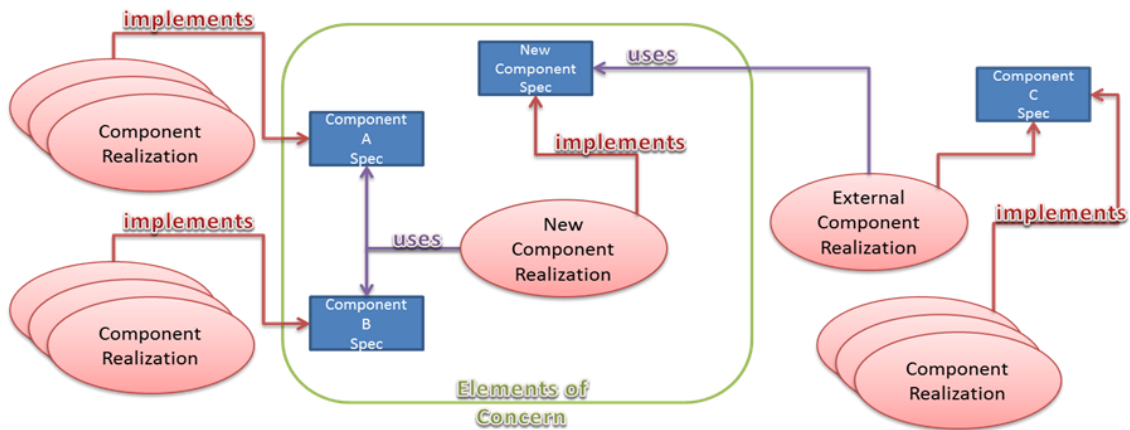 implements
Component
Realization
implements
Component
Realization
Component
A
Spec
Component
B
Spec
uses
New
Component
Spec
implements
New
Component
Realization
Elements of
Concern
uses
External
Component
Realization
Component
C
Spec
implements
Component
Realization